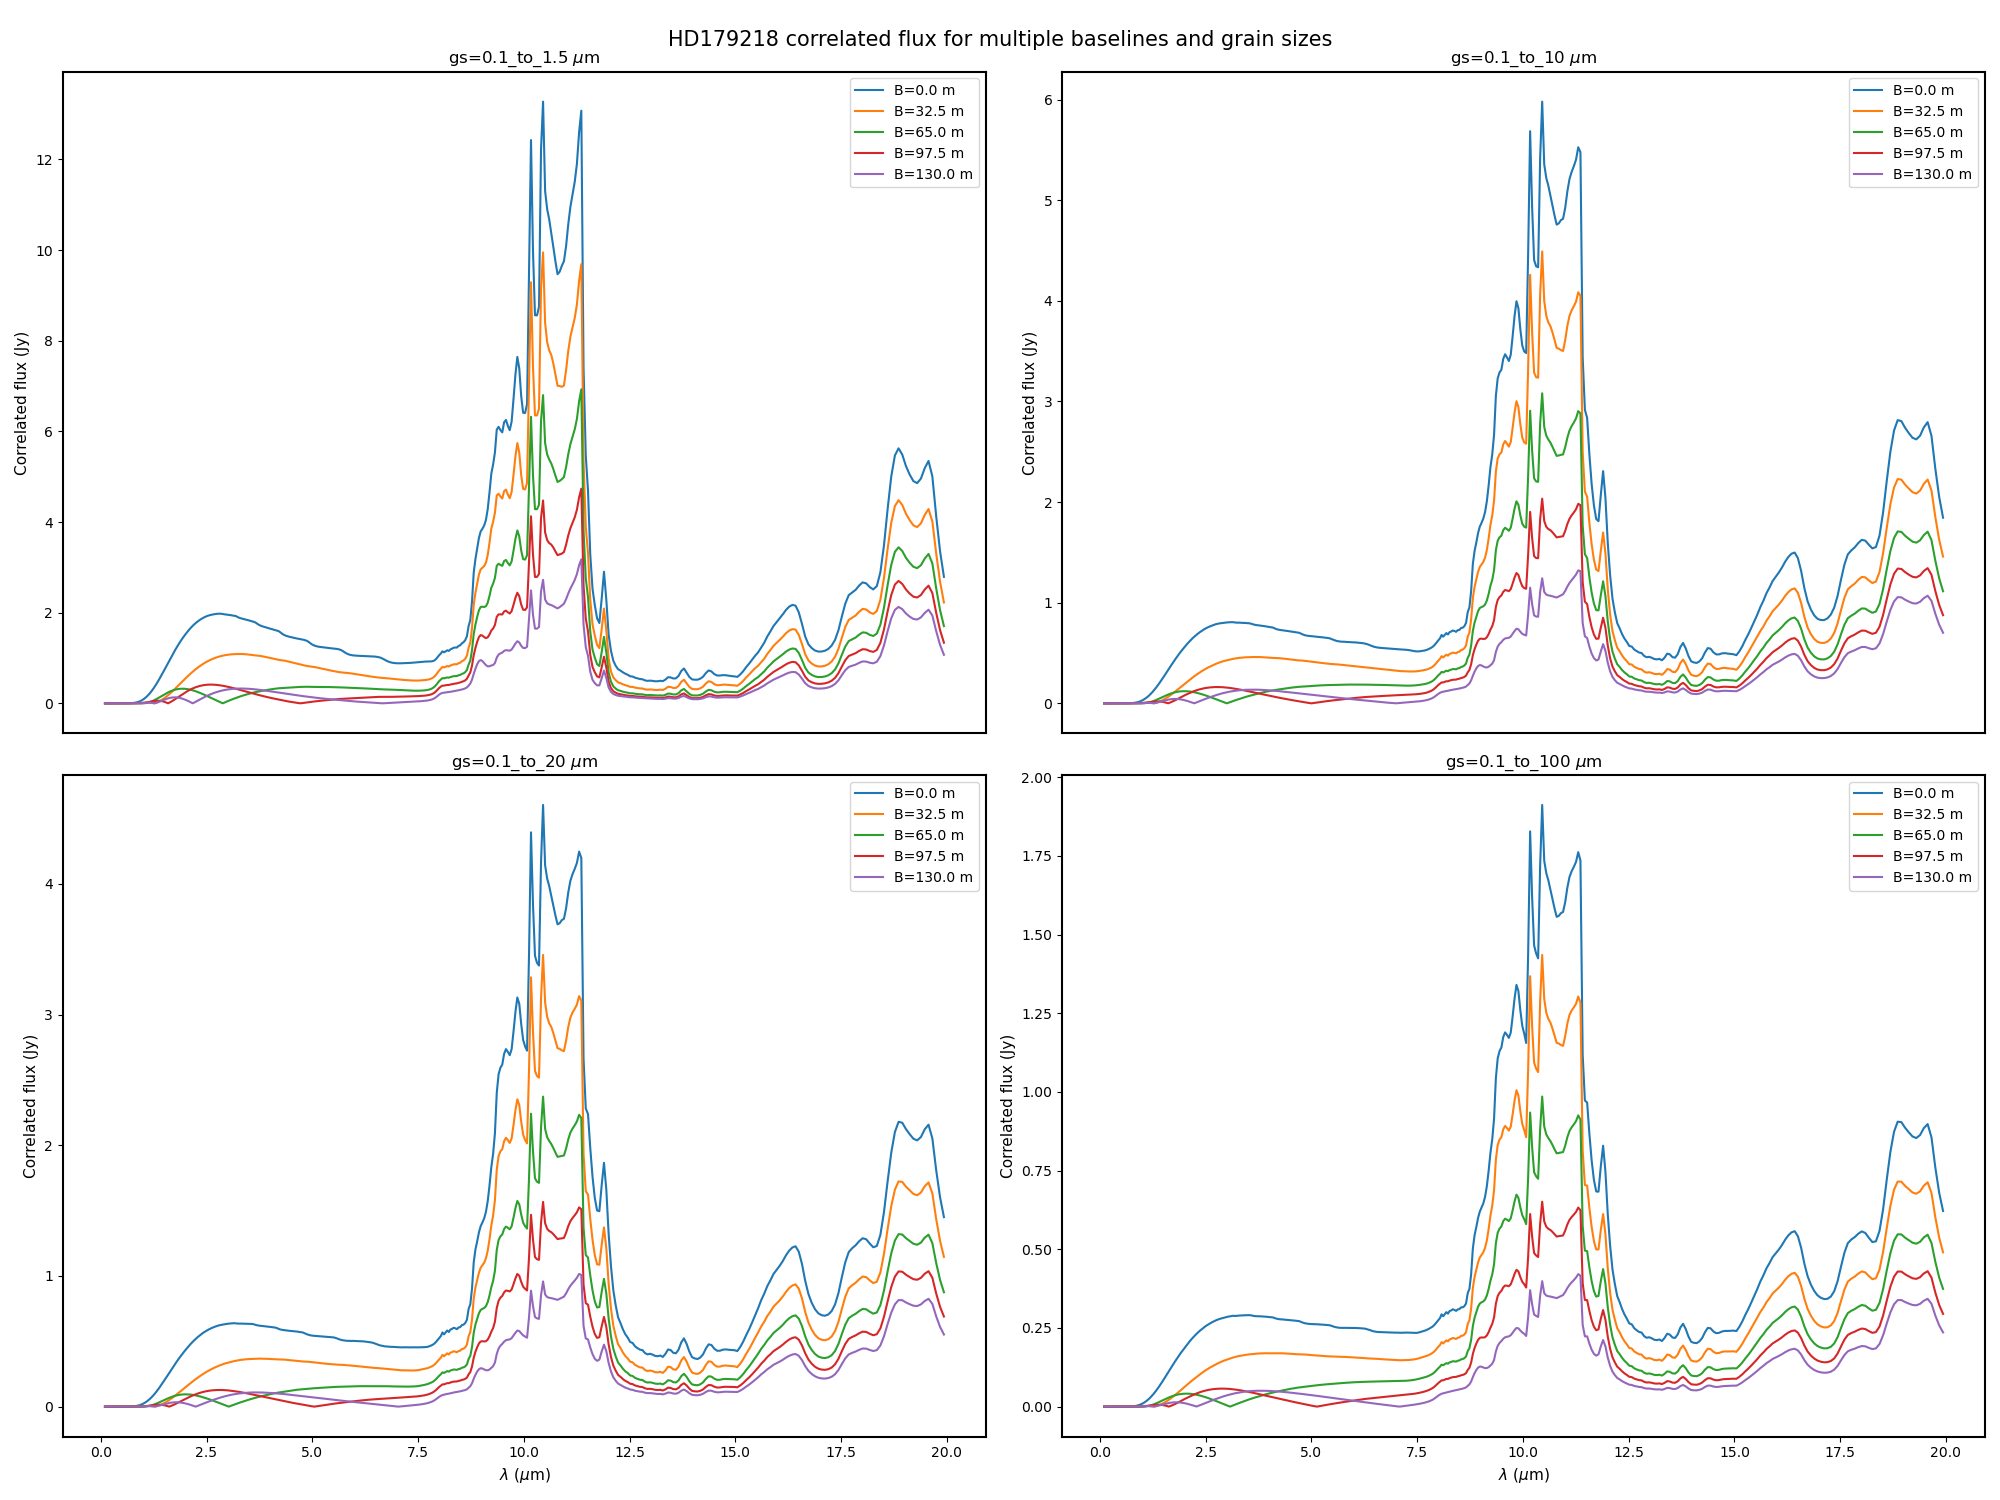 HD179218 correlated flux for multiple baselines and grain sizes
gs=0.1_to_1.5 μm
Correlated flux (Jy)
12
10
8
6
4
2
0
B=0.0 m
B=32.5 m
B=65.0 m
B=97.5 m
B=130.0 m
gs=0.1_to_10 μm
Correlated flux (Jy)
6
5
4
3
2
1
0
B=0.0 m
B=32.5 m
B=65.0 m
B=97.5 m
B=130.0 m
gs=0.1_to_20 μm
Correlated flux (Jy)
4
3
2
1
0
B=0.0 m
B=32.5 m
B=65.0 m
B=97.5 m
B=130.0 m
0.0 2.5 5.0 7.5 10.0 12.5 15.0 17.5 20.0
λ (μm)
gs=0.1_to_100 μm
Correlated flux (Jy)
2.00
1.75
1.50
1.25
1.00
0.75
0.50
0.25
0.00
B=0.0 m
B=32.5 m
B=65.0 m
B=97.5 m
B=130.0 m
0.0 2.5 5.0 7.5 10.0 12.5 15.0 17.5 20.0
λ (μm)